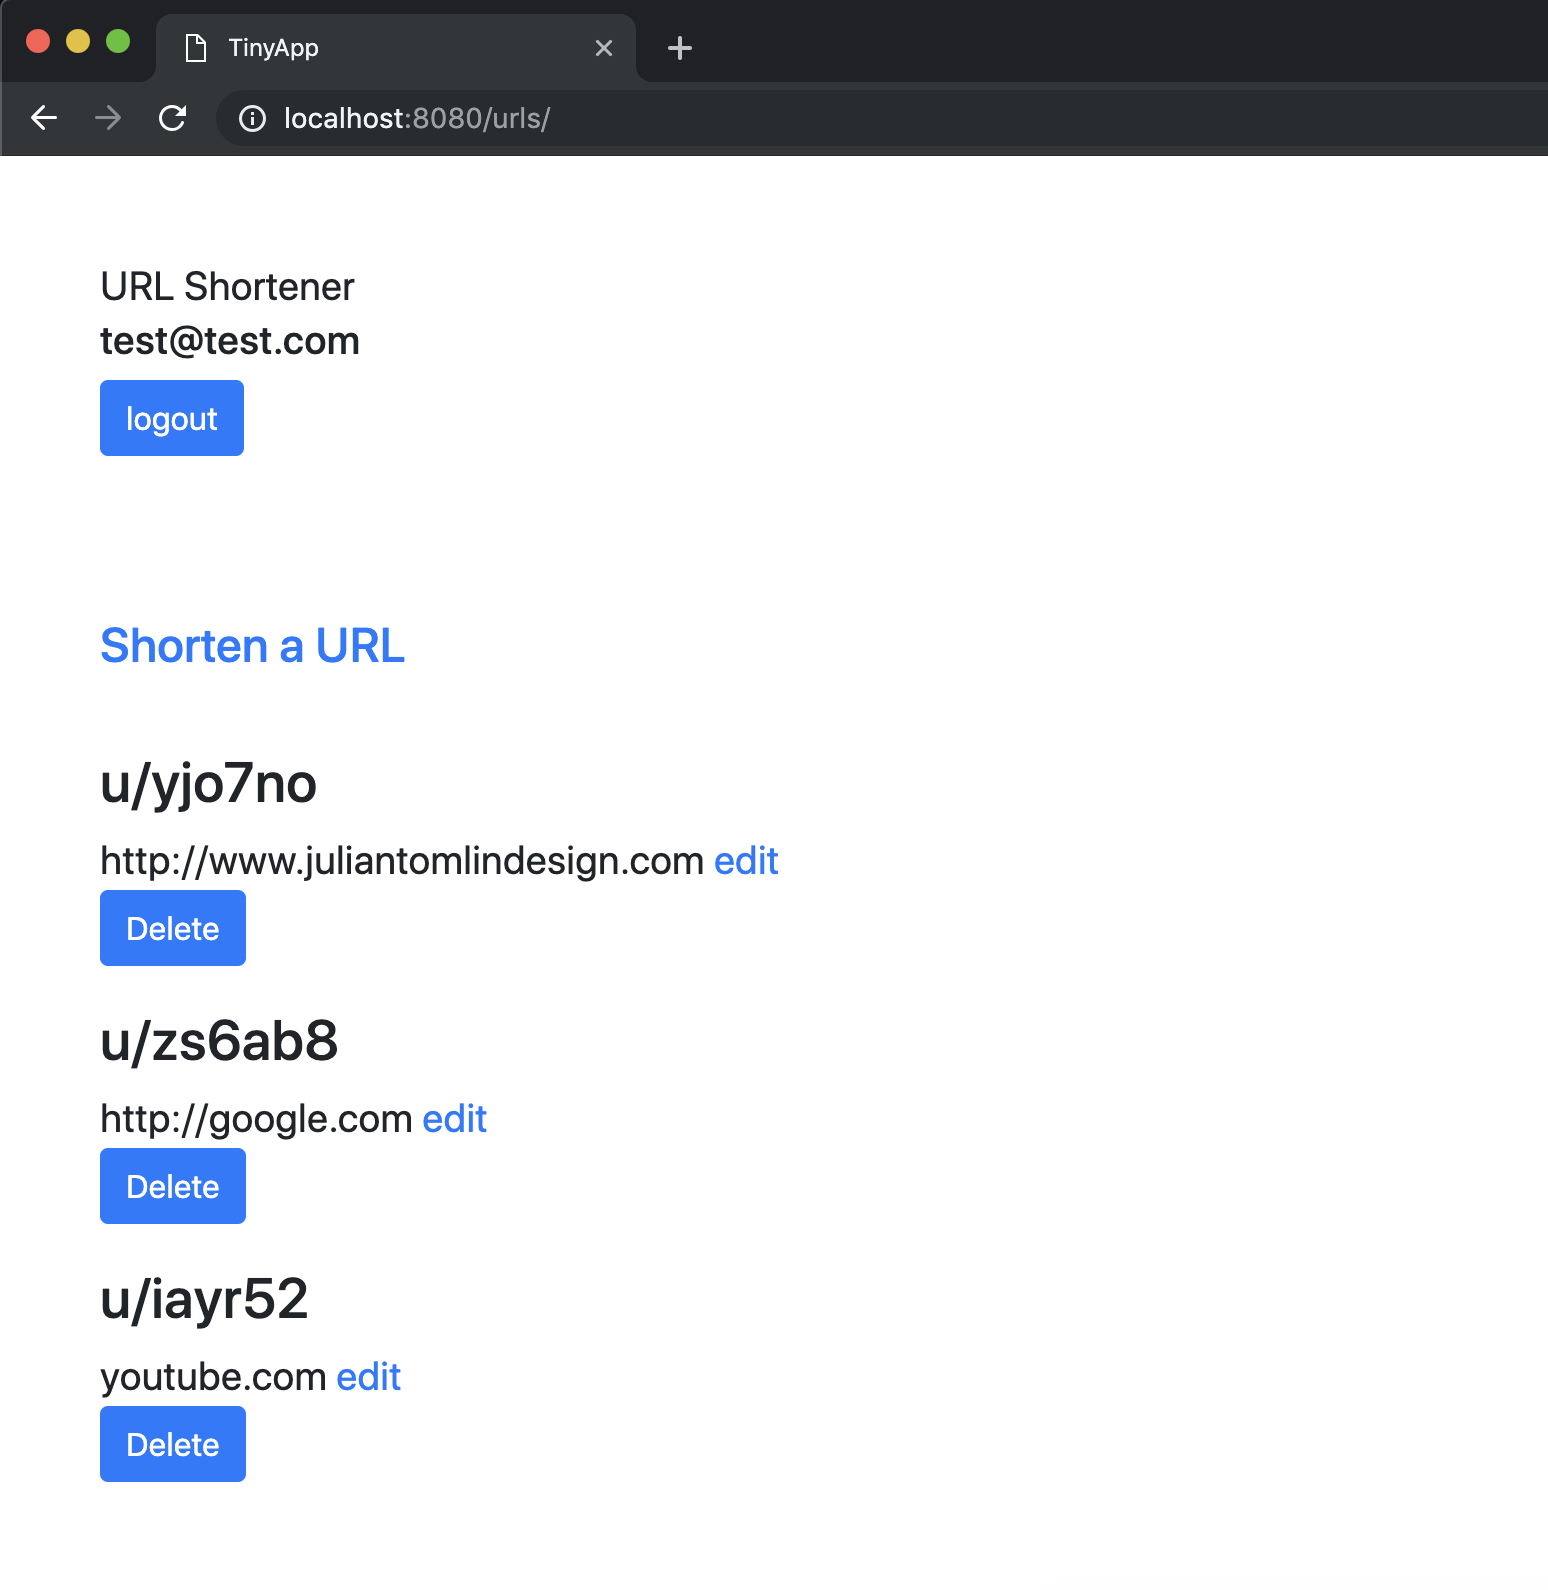 TinyApp
localhost:8080/urls/
URL Shortener
test@test.com
logout
Shorten a URL
u/yjo7no
http://www.juliantomlindesign.com edit
Delete
u/zs6ab8
http://google.com edit
Delete
u/iayr52
youtube.com edit
Delete